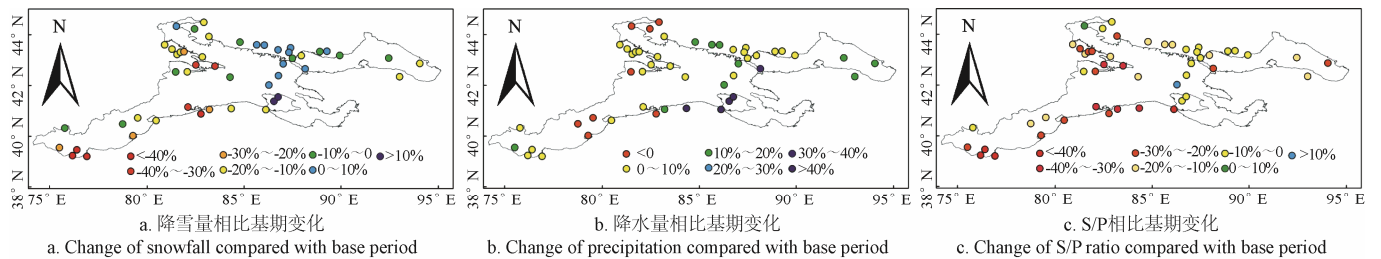 N
44° N
42° N
40° N
38° N
75° E
80° E
85° E
90° E
95° E
<-40%
-30%～-20%
-10%～0
>10%
-40%～-30%
-20%～-10%
0～10%
a. 降雪量相比基期变化
a. Change of snowfall compared with base period
N
44° N
42° N
40° N
38° N
75° E
80° E
85° E
90° E
95° E
<0
10%～20%
30%～40%
0～10%
20%～30%
>40%
b. 降水量相比基期变化
b. Change of precipitation compared with base period
N
44° N
42° N
40° N
38° N
75° E
80° E
85° E
90° E
95° E
<-40%
-30%～-20%
-10%～0
>10%
-40%～-30%
-20%～-10%
0～10%
c. S/P相比基期变化
c. Change of S/P ratio compared with base period